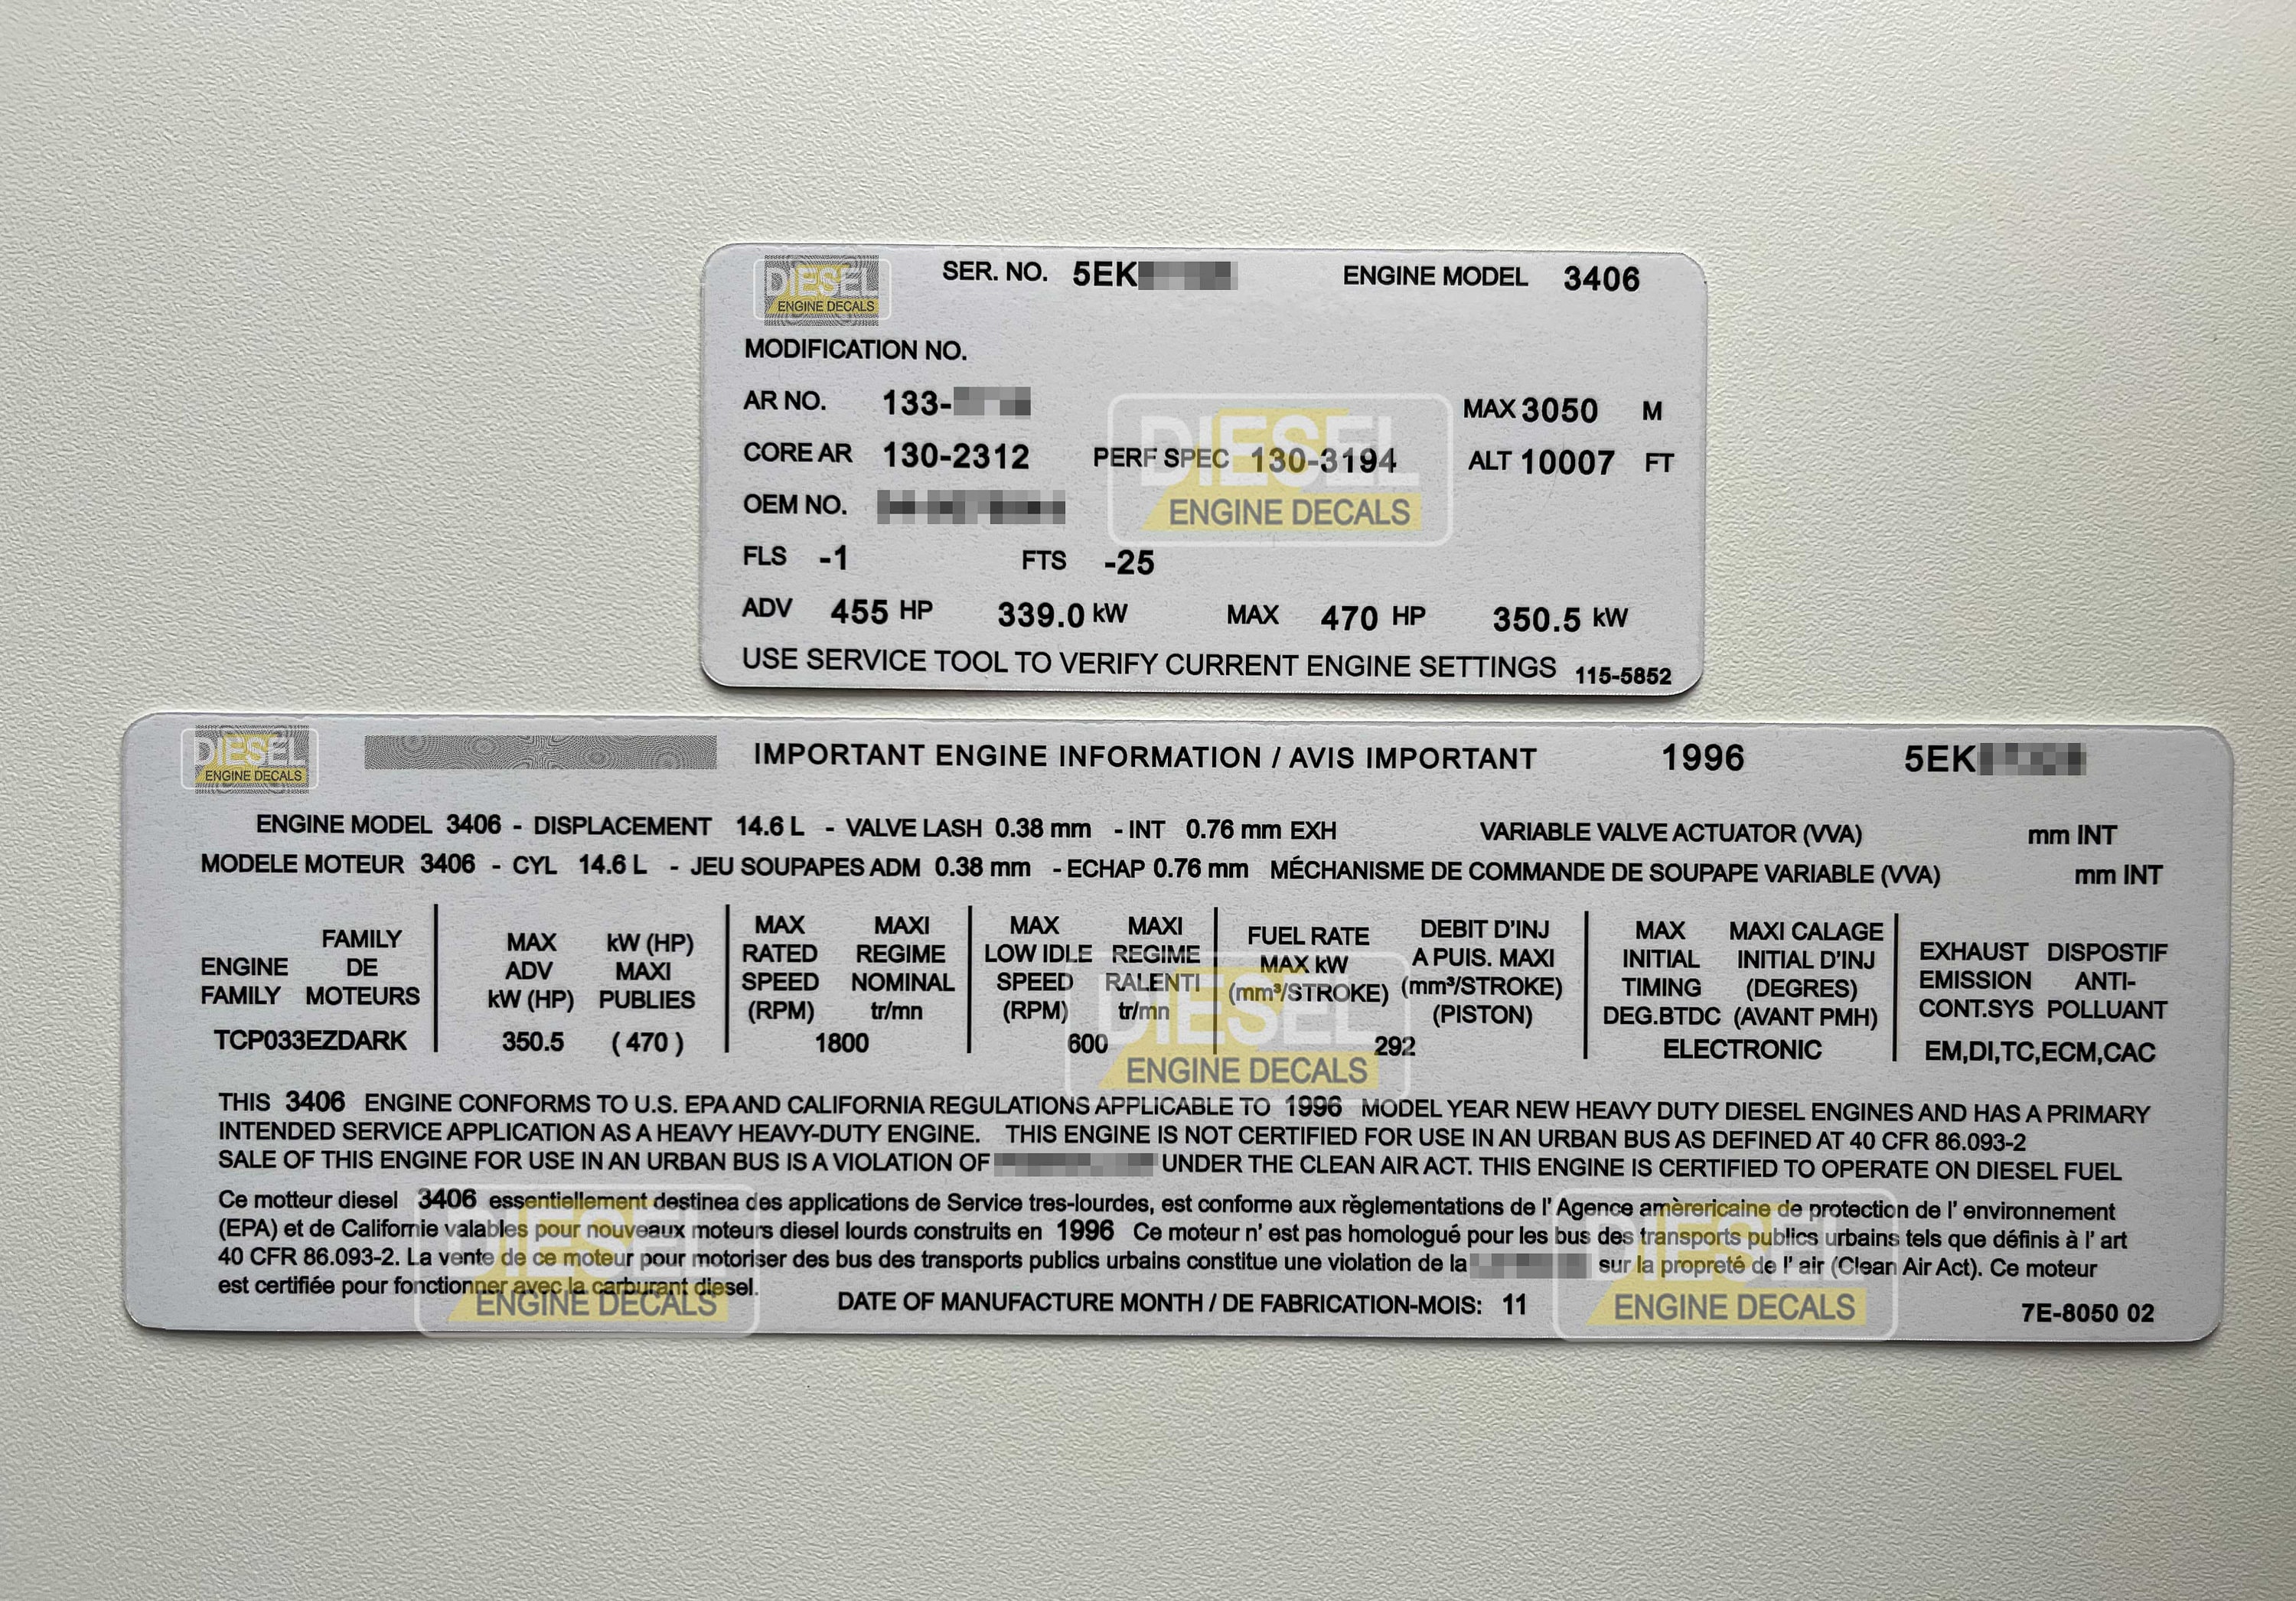 DIESEL
ENGINE DECALS
SER. NO. 5EK ENGINE MODEL 3406
MODIFICATION NO.
AR NO. 133-
MAX 3050 M
CORE AR 130-2312 PERF SPEC 130-3194 ALT 10007 FT
DIESEL
ENGINE DECALS
OEM NO.
FLS -1 FTS -25
ADV 455 HP 339.0 kW MAX 470 HP 350.5 kW
USE SERVICE TOOL TO VERIFY CURRENT ENGINE SETTINGS 115-5852
DIESEL
ENGINE DECALS
IMPORTANT ENGINE INFORMATION / AVIS IMPORTANT 1996 5EK
ENGINE MODEL 3406 - DISPLACEMENT 14.6 L - VALVE LASH 0.38 mm - INT 0.76 mm EXH VARIABLE VALVE ACTUATOR (VVA) mm INT
MODELE MOTEUR 3406 - CYL 14.6 L - JEU SOUPAPES ADM 0.38 mm - ECHAP 0.76 mm MÉCHANISME DE COMMANDE DE SOUPAPE VARIABLE (VVA) mm INT
ENGINE
FAMILY
FAMILY
DE
MOTEURS
TCP033EZDARK
MAX
ADV
kW (HP)
kW (HP)
MAXI
PUBLIES
350.5 ( 470 )
MAX
RATED
SPEED
(RPM)
MAXI
REGIME
NOMINAL
tr/mn
1800
MAX
LOW IDLE
SPEED
(RPM)
MAXI
REGIME
RALENTI
tr/mn
600
FUEL RATE
MAX kW
(mm³/STROKE)
DEBIT D'INJ
A PUIS. MAXI
(mm³/STROKE)
(PISTON)
292
MAX
INITIAL
TIMING
DEG.BTDC
MAXI CALAGE
INITIAL D'INJ
(DEGRES)
(AVANT PMH)
ELECTRONIC
EXHAUST
EMISSION
CONT.SYS
DISPOSTIF
ANTI-
POLLUANT
EM,DI,TC,ECM,CAC
DIESEL
ENGINE DECALS
THIS 3406 ENGINE CONFORMS TO U.S. EPA AND CALIFORNIA REGULATIONS APPLICABLE TO 1996 MODEL YEAR NEW HEAVY DUTY DIESEL ENGINES AND HAS A PRIMARY
INTENDED SERVICE APPLICATION AS A HEAVY HEAVY-DUTY ENGINE. THIS ENGINE IS NOT CERTIFIED FOR USE IN AN URBAN BUS AS DEFINED AT 40 CFR 86.093-2
SALE OF THIS ENGINE FOR USE IN AN URBAN BUS IS A VIOLATION OF UNDER THE CLEAN AIR ACT. THIS ENGINE IS CERTIFIED TO OPERATE ON DIESEL FUEL
Ce motteur diesel 3406 essentiellement destinea des applications de Service tres-lourdes, est conforme aux règlementations de l' Agence amèrericaine de protection de l' environnement
(EPA) et de Californie valables pour nouveaux moteurs diesel lourds construits en 1996 Ce moteur n' est pas homologué pour les bus des transports publics urbains tels que définis à l' art
40 CFR 86.093-2. La vente de ce moteur pour motoriser des bus des transports publics urbains constitue une violation de la sur la propreté de l' air (Clean Air Act). Ce moteur
est certifiée pour fonctionner avec la carburant diesel.
DATE OF MANUFACTURE MONTH / DE FABRICATION-MOIS: 11 7E-8050 02
DIESEL
ENGINE DECALS
DIESEL
ENGINE DECALS